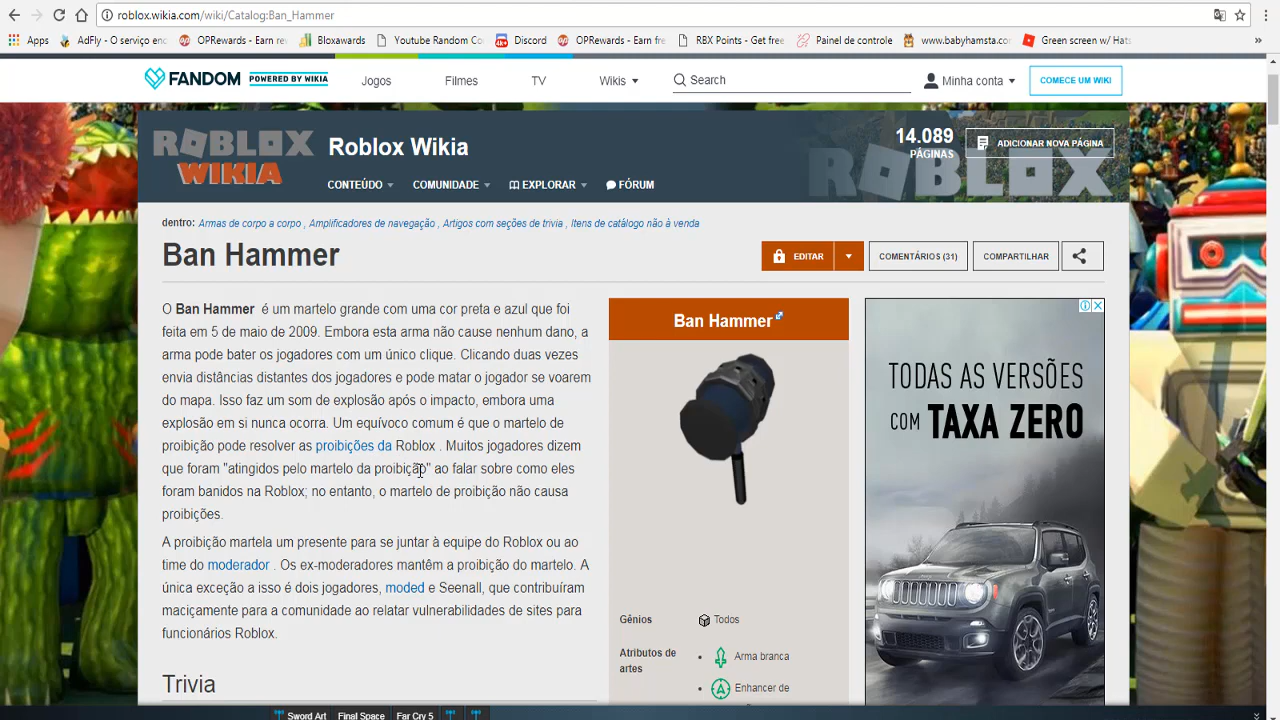 roblox.wikia.com/wiki/Catalog:Ban_Hammer
Apps AdFly - O serviço enc OPRewards - Earn re Bloxawards Youtube Random Co Discord OPRewards - Earn fre RBX Points - Get free Painel de controle www.babyhamsta.co Green screen w/ Hats »
FANDOM POWERED BY WIKIA Jogos Filmes TV Wikis Search Minha conta COMECE UM WIKI
ROBLOX WIKIA
Roblox Wikia
14.089 PÁGINAS
ADICIONAR NOVA PÁGINA
ROBLOX
CONTEÚDO COMUNIDADE EXPLORAR FÓRUM
dentro: Armas de corpo a corpo , Amplificadores de navegação , Artigos com seções de trivia , Itens de catálogo não à venda
Ban Hammer
EDITAR COMENTÁRIOS (31) COMPARTILHAR
O Ban Hammer é um martelo grande com uma cor preta e azul que foi
feita em 5 de maio de 2009. Embora esta arma não cause nenhum dano, a
arma pode bater os jogadores com um único clique. Clicando duas vezes
envia distâncias distantes dos jogadores e pode matar o jogador se voarem
do mapa. Isso faz um som de explosão após o impacto, embora uma
explosão em si nunca ocorra. Um equívoco comum é que o martelo de
proibição pode resolver as proibições da Roblox . Muitos jogadores dizem
que foram "atingidos pelo martelo da proibição" ao falar sobre como eles
foram banidos na Roblox; no entanto, o martelo de proibição não causa
proibições.
A proibição martela um presente para se juntar à equipe do Roblox ou ao
time do moderador . Os ex-moderadores mantêm a proibição do martelo. A
única exceção a isso é dois jogadores, moded e Seenall, que contribuíram
maciçamente para a comunidade ao relatar vulnerabilidades de sites para
funcionários Roblox.
Trivia
Ban Hammer
Gênios Todos
Atributos de artes
Arma branca
Enhancer de
TODAS AS VERSÕES
COM TAXA ZERO
Jeep
Sword Art Final Space Far Cry 5